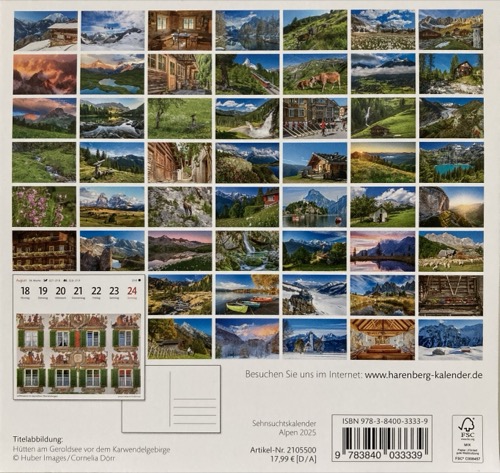 August
18 19 20 21 22 23 24
Besuchen Sie uns im Internet: www.harenberg-kalender.de
Sehnsuchtskalender
Alpen 2025
Artikel-Nr. 2105500
17,99 € [D/A]
ISBN 978-3-8400-3333-9
9 783840 033339
FSC
Titelabbildung:
Hütten am Geroldsee vor dem Karwendelgebirge
© Huber Images / Cornelia Dörr